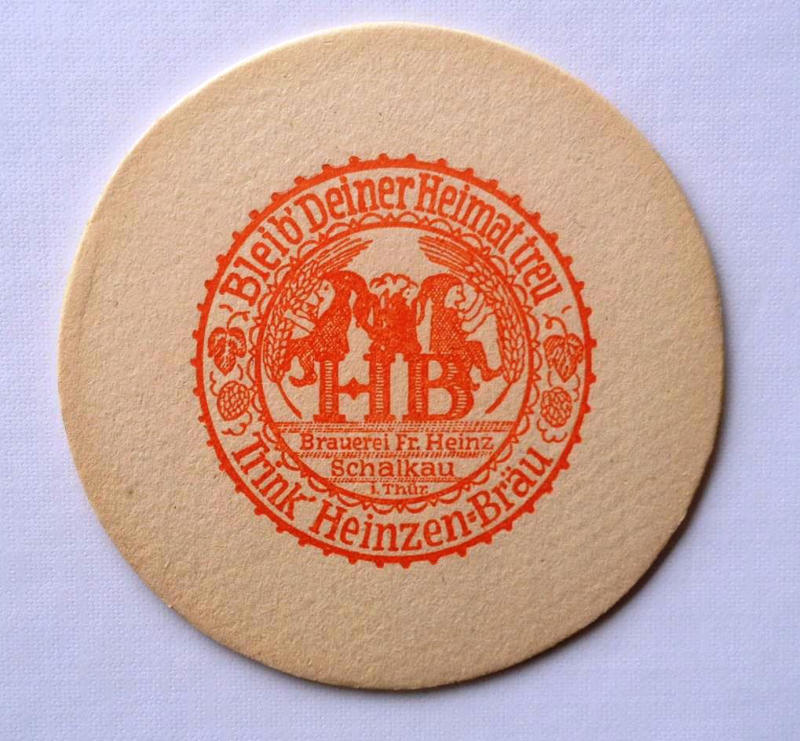 Bleib' Deiner Heimat treu
HB
Brauerei Fr. Heinz
Schalkau
i. Thür.
Trink' Heinzen=Bräu